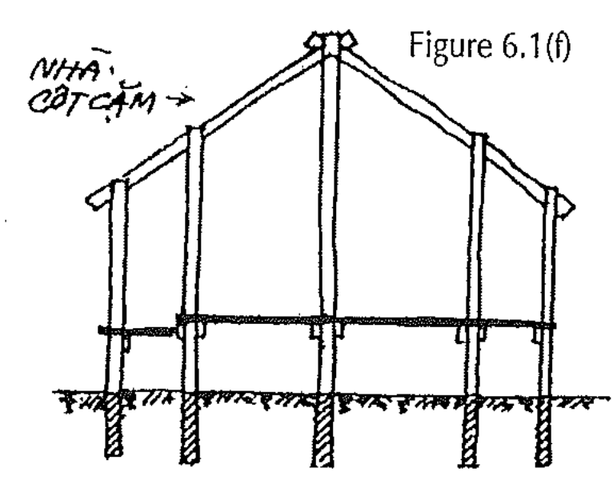 Figure 6.1(f)
NHÀ
CỘT CẮM →